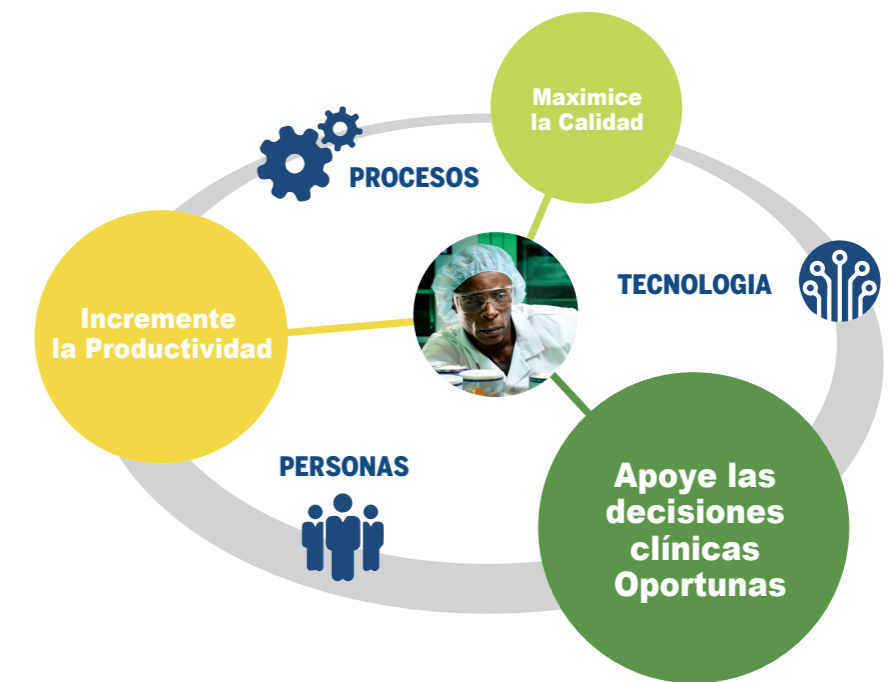 Maximice
la Calidad
PROCESOS
TECNOLOGIA
Incremente
la Productividad
PERSONAS
Apoye las
decisiones
clínicas
Oportunas